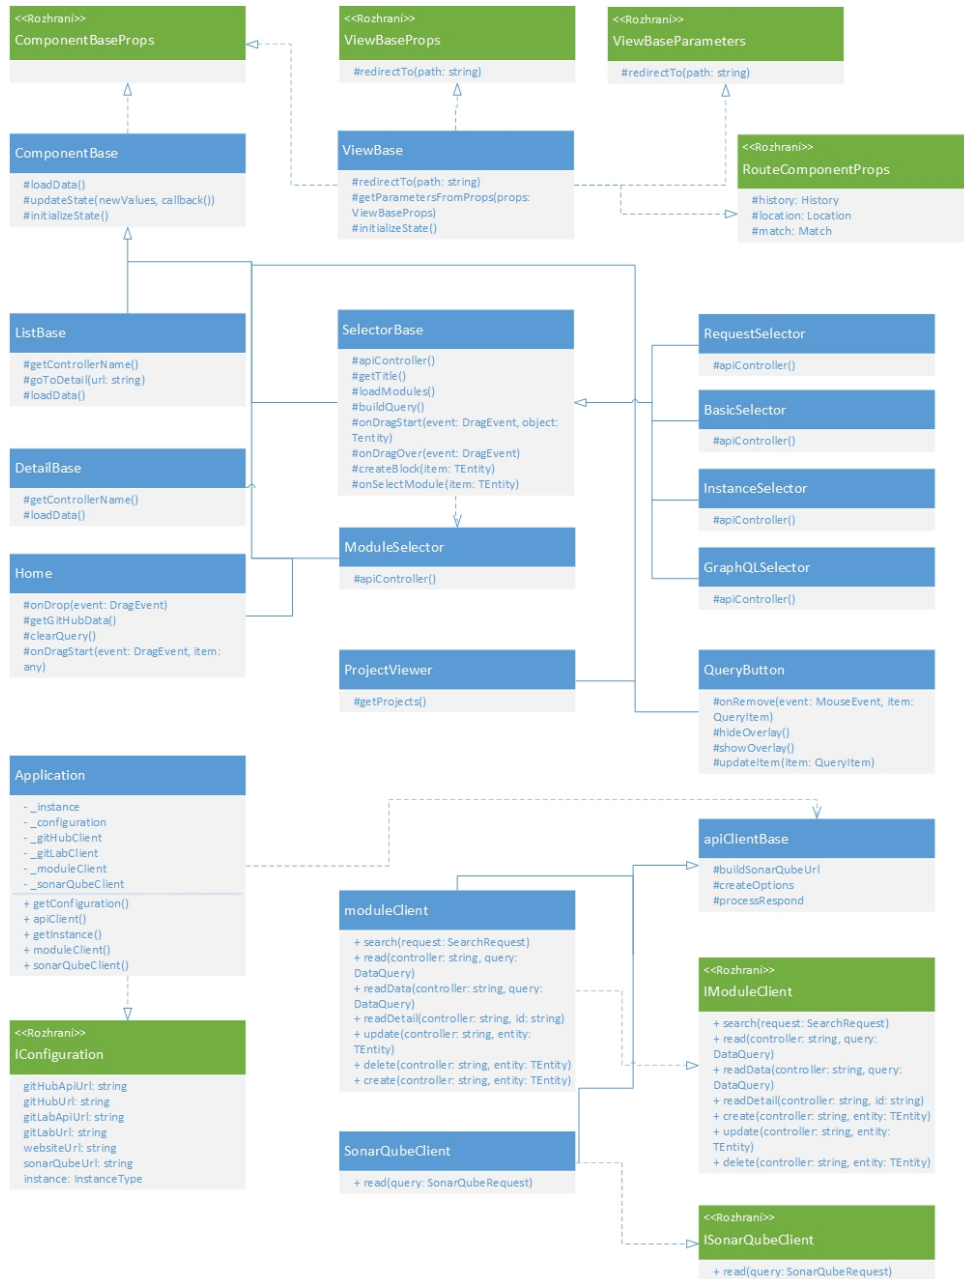 <<Rozhraní>>
ComponentBaseProps
<<Rozhraní>>
ViewBaseProps
#redirectTo(path: string)
<<Rozhraní>>
ViewBaseParameters
#redirectTo(path: string)
ComponentBase
#loadData()
#updateState(newValues, callback())
#initializeState()
ViewBase
#redirectTo(path: string)
#getParametersFromProps(props:
ViewBaseProps)
#initializeState()
<<Rozhraní>>
RouteComponentProps
#history: History
#location: Location
#match: Match
ListBase
#getControllerName()
#goToDetail(url: string)
#loadData()
SelectorBase
#apiController()
#getTitle()
#loadModules()
#buildQuery()
#onDragStart(event: DragEvent, object:
Tentity)
#onDragOver(event: DragEvent)
#createBlock(item: TEntity)
#onSelectModule(item: TEntity)
RequestSelector
#apiController()
BasicSelector
#apiController()
DetailBase
#getControllerName()
#loadData()
InstanceSelector
#apiController()
ModuleSelector
#apiController()
GraphQLSelector
#apiController()
Home
#onDrop(event: DragEvent)
#getGitHubData()
#clearQuery()
#onDragStart(event: DragEvent, item:
any)
ProjectViewer
#getProjects()
QueryButton
#onRemove(event: MouseEvent, item:
QueryItem)
#hideOverlay()
#showOverlay()
#updateItem(item: QueryItem)
Application
- _instance
- _configuration
- _gitHubClient
- _gitLabClient
- _moduleClient
- _sonarQubeClient
+ getConfiguration()
+ apiClient()
+ getInstance()
+ moduleClient()
+ sonarQubeClient()
apiClientBase
#buildSonarQubeUrl
#createOptions
#processRespond
moduleClient
+ search(request: SearchRequest)
+ read(controller: string, query:
DataQuery)
+ readData(controller: string, query:
DataQuery)
+ readDetail(controller: string, id: string)
+ update(controller: string, entity:
TEntity)
+ delete(controller: string, entity: TEntity)
+ create(controller: string, entity: TEntity)
<<Rozhraní>>
IModuleClient
+ search(request: SearchRequest)
+ read(controller: string, query:
DataQuery)
+ readData(controller: string, query:
DataQuery)
+ readDetail(controller: string, id: string)
+ create(controller: string, entity: TEntity)
+ update(controller: string, entity:
TEntity)
+ delete(controller: string, entity: TEntity)
<<Rozhraní>>
IConfiguration
gitHubApiUrl: string
gitHubUrl: string
gitLabApiUrl: string
gitLabUrl: string
websiteUrl: string
sonarQubeUrl: string
instance: InstanceType
SonarQubeClient
+ read(query: SonarQubeRequest)
<<Rozhraní>>
ISonarQubeClient
+ read(query: SonarQubeRequest)